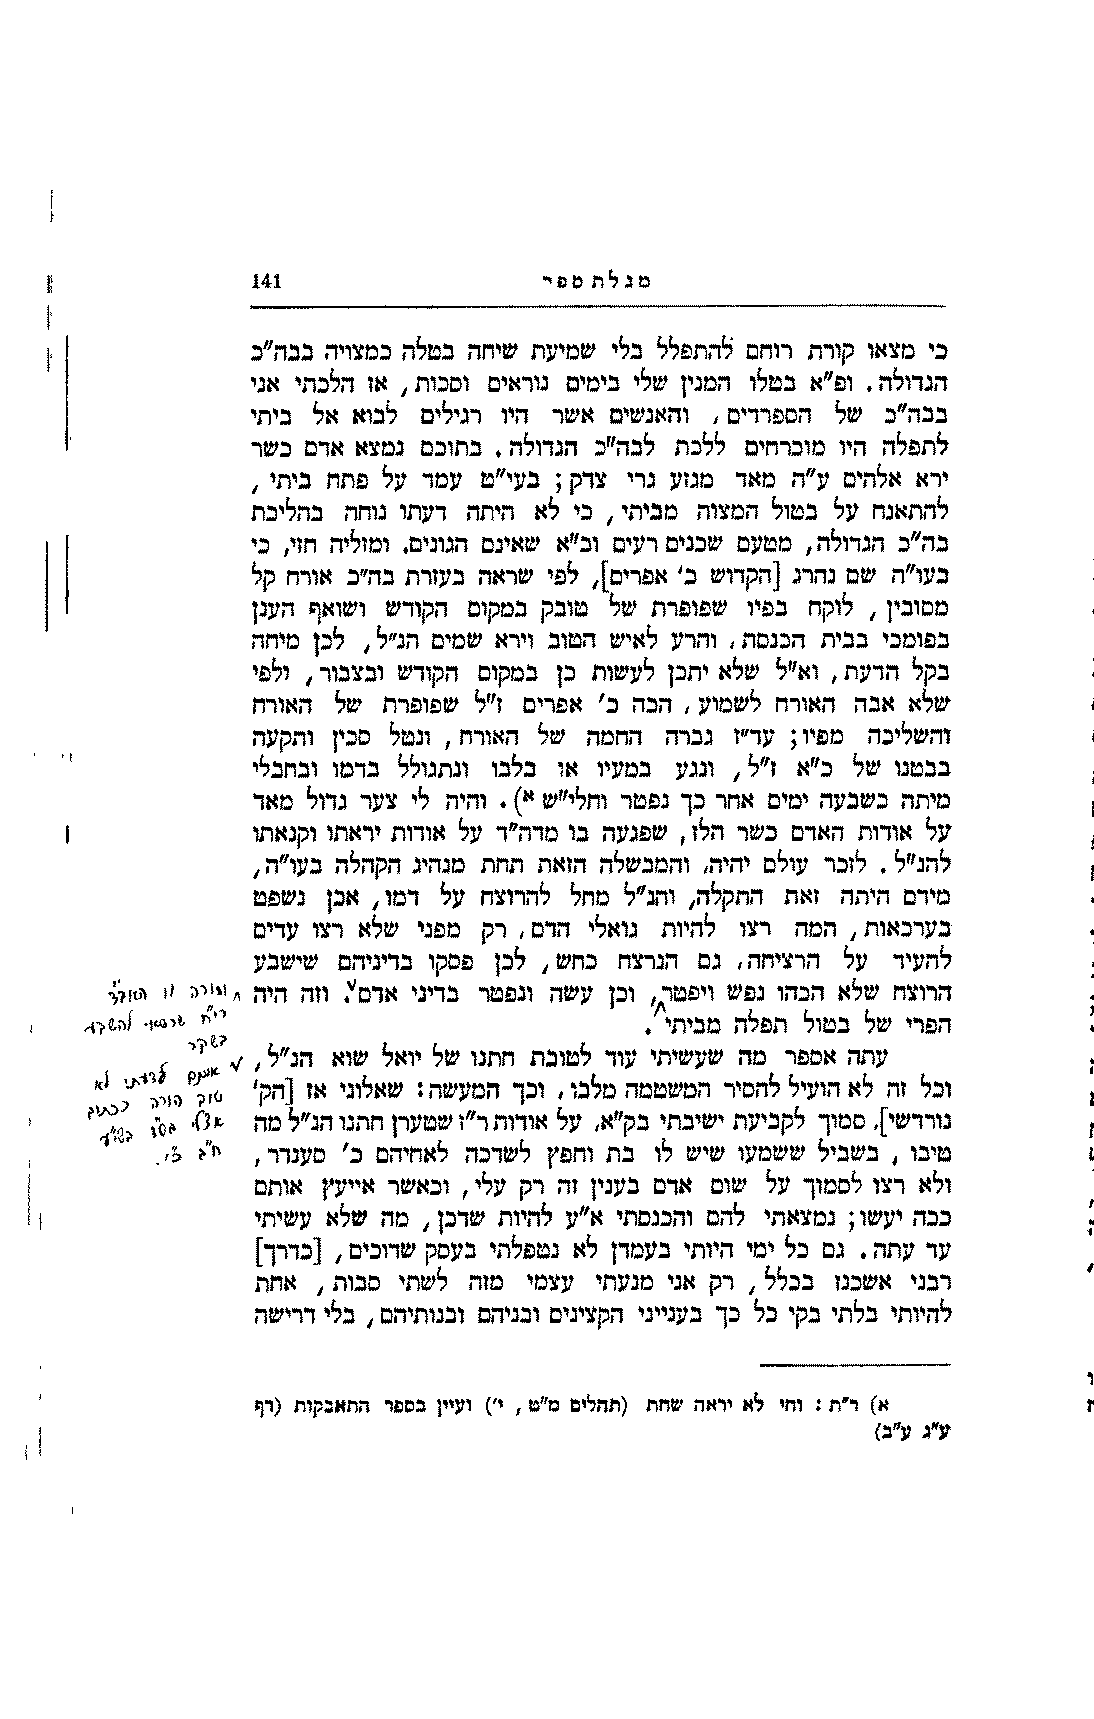 מגלת ספר
141
כי מצאו קורת רוחם להתפלל בלי שמיעת שיחה בטלה כמצויה בבה"כ
הגדולה. ופ"א בטלו המנין שלי בימים נוראים וסכות, אז הלכתי אני
בבה"כ של הספרדים, והאנשים אשר היו רגילים לבוא אל ביתי
לתפלה היו מוכרחים ללכת לבה"כ הגדולה. בתוכם נמצא אדם כשר
ירא אלהים ע"ה מאד מגזע גרי צדק; בעי"ט עמד על פתח ביתי,
להתאנח על בטול המצוה מביתי, כי לא היתה דעתו נוחה בהליכת
בה"כ הגדולה, מטעם שכנים רעים וב"א שאינם הגונים. ומזליה חזי, כי
בעו"ה שם נהרג [הקדוש כ' אפרים], לפי שראה בעזרת בה"כ אורח קל
מסובין, לוקח בפיו שפופרת של טובק במקום הקודש ושואף הענן
בפומבי בבית הכנסת, והרע לאיש הטוב וירא שמים הנ"ל, לכן מיחה
בקל הדעת, וא"ל שלא יתכן לעשות כן במקום הקודש ובצבור, ולפי
שלא אבה האורח לשמוע, הכה כ' אפרים ז"ל שפופרת של האורח
והשליכה מפיו; עד"ז גברה החמה של האורח, ונטל סכין והתקעה
בבטנו של כ"א ז"ל, ונגע במעיו או בלבו ונתגולל בדמו ובחבלי
מיתה כשבעה ימים אחר כך נפטר וחלי"ש א). והיה לי צער גדול מאד
על אודות האדם כשר הלז, שפגעה בו מדה"ד על אודות יראתו וקנאתו
להנ"ל. לזכר עולם יהיה, והמכשלה הזאת תחת מנהיג הקהלה בעו"ה,
מידם היתה זאת התקלה, והנ"ל מחל להרוצח על דמו, אכן נשפט
בערכאות, המה רצו להיות גואלי הדם, רק מפני שלא רצו עדים
להעיד על הרציחה, גם הנרצח כחש, לכן פסקו בדיניהם שישבע
הרוצח שלא הכהו נפש ויפטר, וכן עשה ונפטר בדיני אדם. וזה היה
הפרי של בטול תפלה מביתי.
עתה אספר מה שעשיתי עוד לטובת חתנו של יואל שוא הנ"ל,
וכל זה לא הועיל להסיר המשטמה מלבו, וכך המעשה: שאלוני אז [הק'
נורדשי], סמוך לקביעת ישיבתי בק"א, על אודות ר"ו שטערן חתנו הנ"ל מה
טיבו, בשביל ששמעו שיש לו בת וחפץ לשדכה לאחיהם כ' סענדר,
ולא רצו לסמוך על שום אדם בענין זה רק עלי, וכאשר אייעץ אותם
ככה יעשו; נמצאתי להם והכנסתי א"ע להיות שדכן, מה שלא עשיתי
עד עתה. גם כל ימי היותי בעמדן לא נטפלתי בעסק שדוכים, [כדרך]
רבני אשכנז בכלל, רק אני מנעתי עצמי מזה לשתי סבות, אחת
להיותי בלתי בקי כל כך בענייני הקצינים ובניהם ובנותיהם, בלי דרישה
א) ר"ת: וחי לא יראה שחת (תהלים מ"ט, י') ועיין בספר התאבקות (דף
ע"ג ע"ב)
בשקר
אמנם לדעתי לא